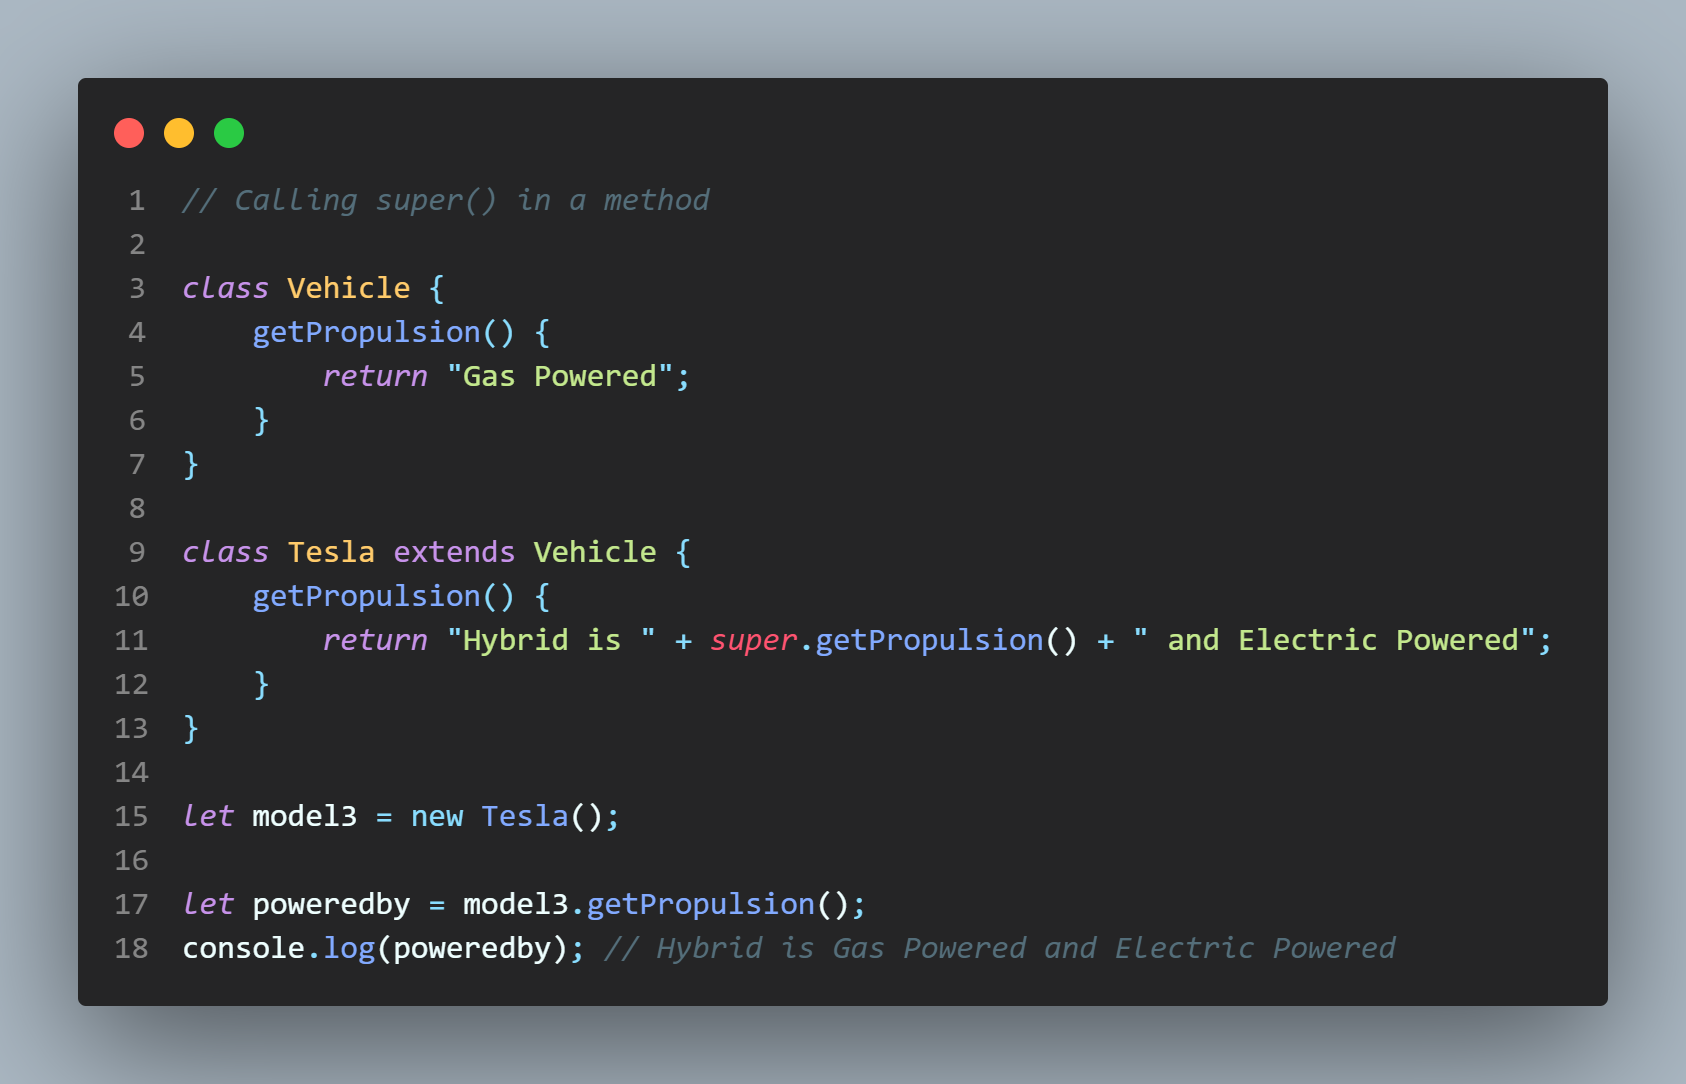 1 // Calling super() in a method
2
3 class Vehicle {
4     getPropulsion() {
5         return "Gas Powered";
6     }
7 }
8
9 class Tesla extends Vehicle {
10     getPropulsion() {
11         return "Hybrid is " + super.getPropulsion() + " and Electric Powered";
12     }
13 }
14
15 let model3 = new Tesla();
16
17 let poweredby = model3.getPropulsion();
18 console.log(poweredby); // Hybrid is Gas Powered and Electric Powered